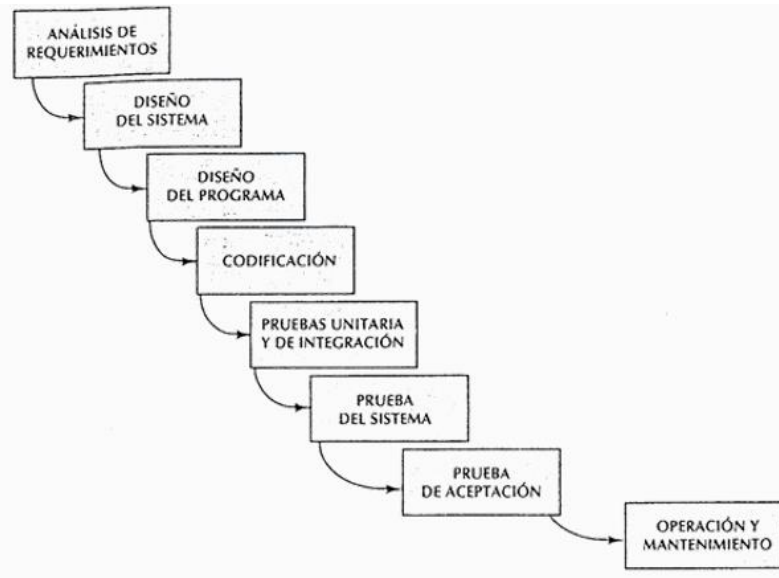 ANÁLISIS DE
REQUERIMIENTOS
DISEÑO
DEL SISTEMA
DISEÑO
DEL PROGRAMA
CODIFICACIÓN
PRUEBAS UNITARIA
Y DE INTEGRACIÓN
PRUEBA
DEL SISTEMA
PRUEBA
DE ACEPTACIÓN
OPERACIÓN Y
MANTENIMIENTO